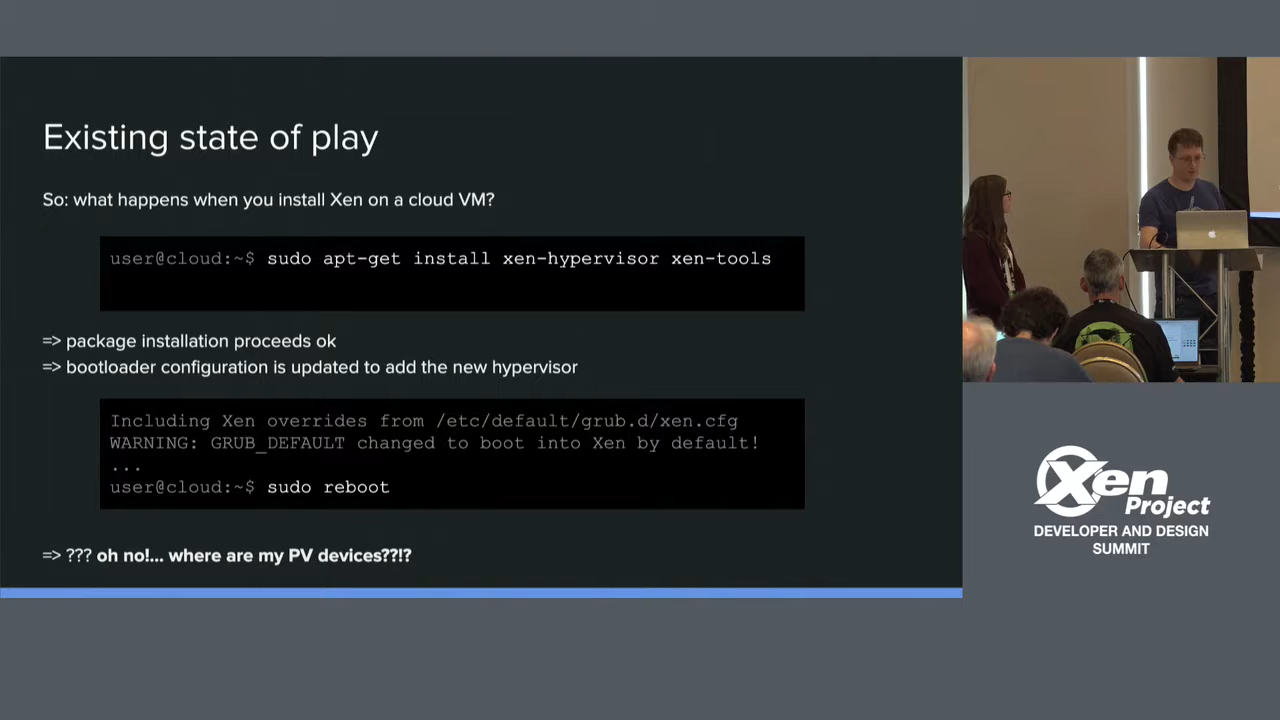 Existing state of play
So: what happens when you install Xen on a cloud VM?
user@cloud:~$ sudo apt-get install xen-hypervisor xen-tools
=> package installation proceeds ok
=> bootloader configuration is updated to add the new hypervisor
Including Xen overrides from /etc/default/grub.d/xen.cfg
WARNING: GRUB_DEFAULT changed to boot into Xen by default!
...
user@cloud:~$ sudo reboot
=> ??? oh no!... where are my PV devices??!?
Xen
Project
DEVELOPER AND DESIGN
SUMMIT